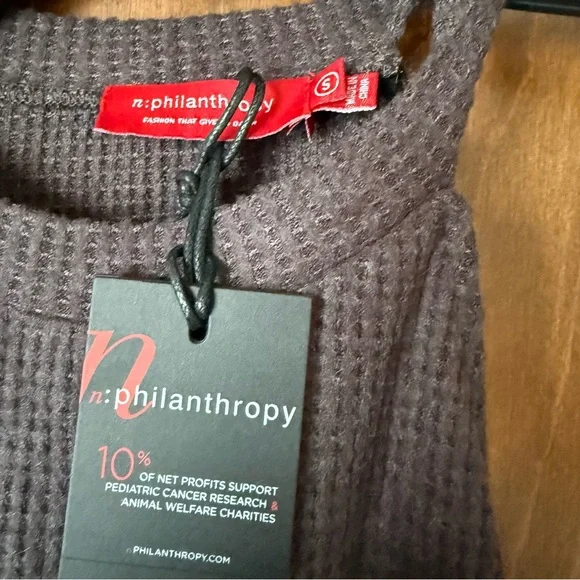 n:philanthropy
FASHION THAT GIVE
S
MADE IN
CHINA
n
n:philanthropy
10%
OF NET PROFITS SUPPORT
PEDIATRIC CANCER RESEARCH &
ANIMAL WELFARE CHARITIES
nPHILANTHROPY.COM